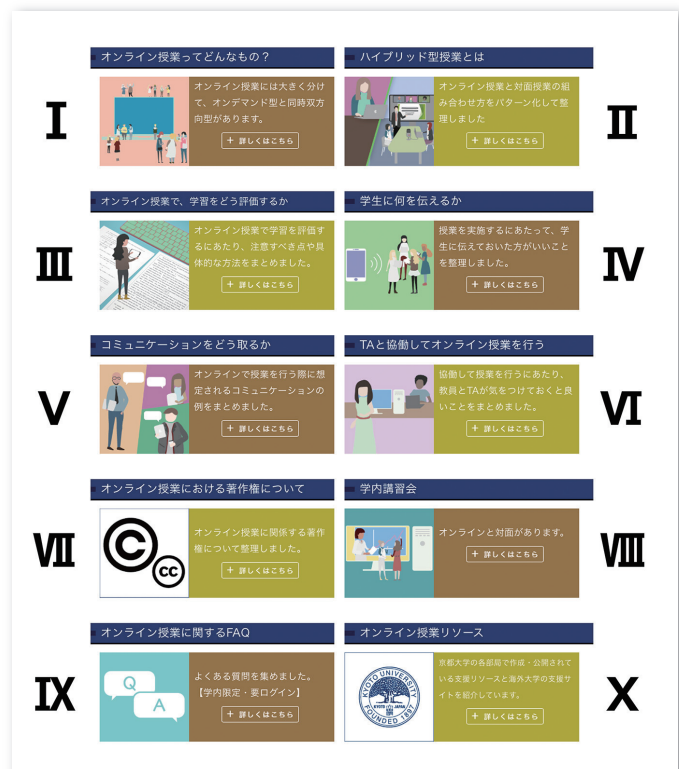 オンライン授業ってどんなもの？
I
オンライン授業には大きく分け
て、オンデマンド型と同時双方
向型があります。
+ 詳しくはこちら
ハイブリッド型授業とは
オンライン授業と対面授業の組
み合わせ方をパターン化して整
理しました
+ 詳しくはこちら
II
オンライン授業で、学習をどう評価するか
III
オンライン授業で学習を評価す
るにあたり、注意すべき点や具
体的な方法をまとめました。
+ 詳しくはこちら
学生に何を伝えるか
授業を実施するにあたって、学
生に伝えておいた方がいいこと
を整理しました。
+ 詳しくはこちら
IV
コミュニケーションをどう取るか
V
オンラインで授業を行う際に想
定されるコミュニケーションの
例をまとめました。
+ 詳しくはこちら
TAと協働してオンライン授業を行う
協働して授業を行うにあたり、
教員とTAが気をつけておくと良
いことをまとめました。
+ 詳しくはこちら
VI
オンライン授業における著作権について
VII
C
cc
オンライン授業に関係する著作
権について整理しました。
+ 詳しくはこちら
学内講習会
オンラインと対面があります。
+ 詳しくはこちら
VIII
オンライン授業に関するFAQ
IX
Q
A
よくある質問を集めました。
【学内限定・要ログイン】
+ 詳しくはこちら
オンライン授業リソース
KYOTO UNIVERSITY
KYOTO JAPAN
FOUNDED 1897
京都大学の各部局で作成・公開されて
いる支援リソースと海外大学の支援サ
イトを紹介しています。
+ 詳しくはこちら
X